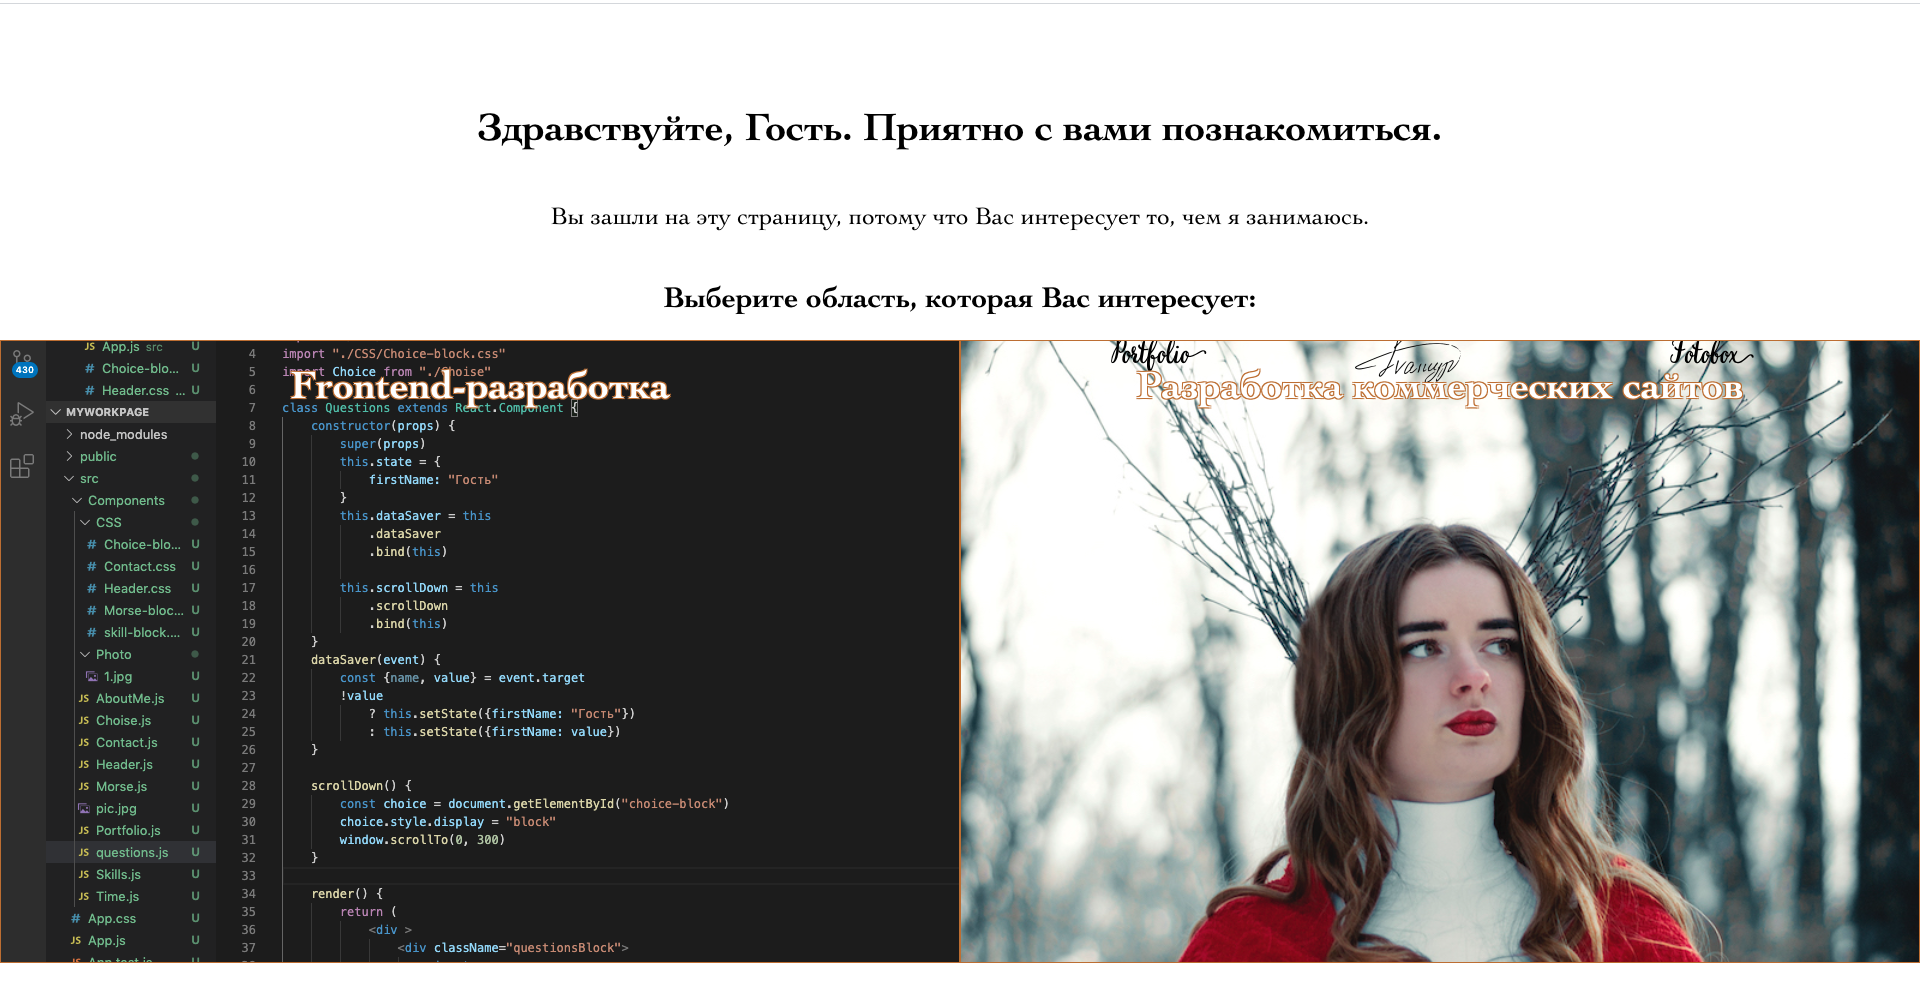 Здравствуйте, Гость. Приятно с вами познакомиться.
Вы зашли на эту страницу, потому что Вас интересует то, чем я занимаюсь.
Выберите область, которая Вас интересует:
Frontend-разработка
430
App.js src U
# Choice-blo... U
# Header.css ... U
MYWORKPAGE
node_modules
public
src
Components
CSS
# Choice-blo... U
# Contact.css U
# Header.css U
# Morse-bloc... U
# skill-block.... U
Photo
1.jpg U
JS AboutMe.js U
JS Choise.js U
JS Contact.js U
JS Header.js U
JS Morse.js U
pic.jpg U
JS Portfolio.js U
JS questions.js U
JS Skills.js U
JS Time.js U
# App.css U
JS App.js U
4 import "./CSS/Choice-block.css"
5 import Choice from "./Choise"
6
7 class Questions extends React.Component {
8 constructor(props) {
9 super(props)
10 this.state = {
11 firstName: "Гость"
12 }
13 this.dataSaver = this
14 .dataSaver
15 .bind(this)
16
17 this.scrollDown = this
18 .scrollDown
19 .bind(this)
20 }
21 dataSaver(event) {
22 const {name, value} = event.target
23 !value
24 ? this.setState({firstName: "Гость"})
25 : this.setState({firstName: value})
26 }
27
28 scrollDown() {
29 const choice = document.getElementById("choice-block")
30 choice.style.display = "block"
31 window.scrollTo(0, 300)
32 }
33
34 render() {
35 return (
36 <div >
37 <div className="questionsBlock">
Portfolio
Fotobox
Разработка коммерческих сайтов